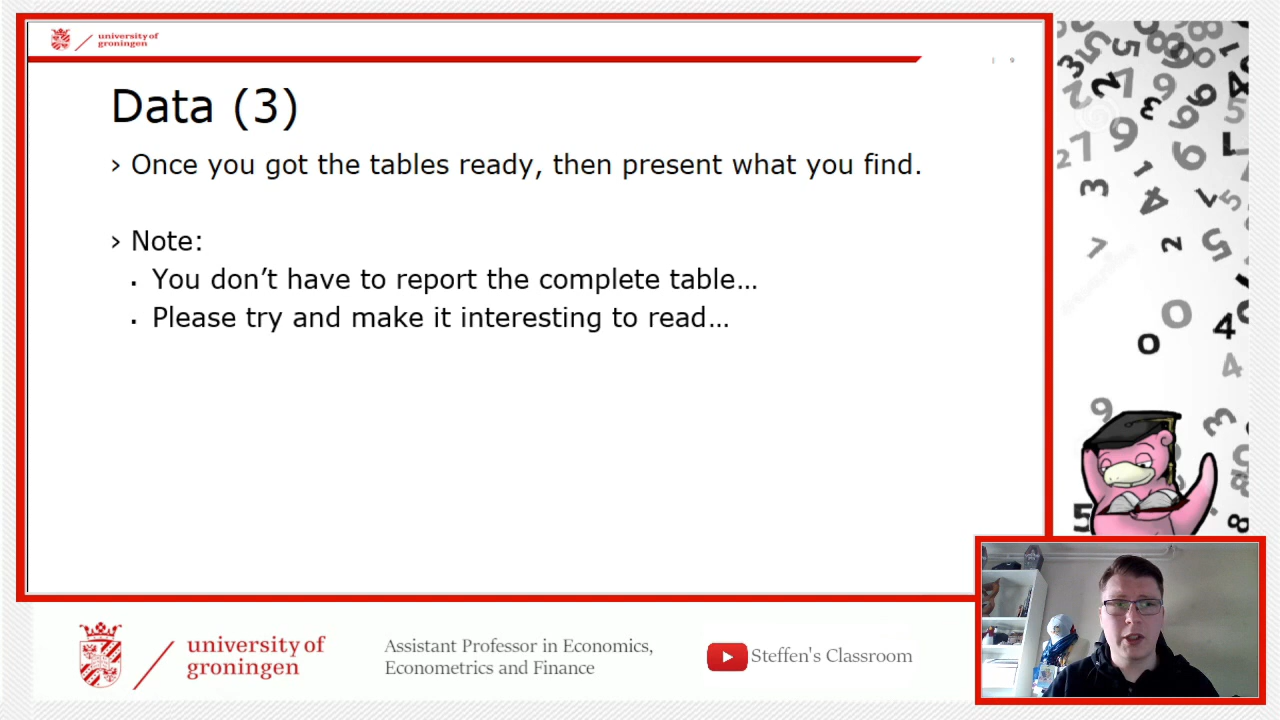 university of
groningen
| 9
Data (3)
› Once you got the tables ready, then present what you find.
› Note:
▪ You don’t have to report the complete table…
▪ Please try and make it interesting to read…
university of
groningen
Assistant Professor in Economics,
Econometrics and Finance
Steffen's Classroom